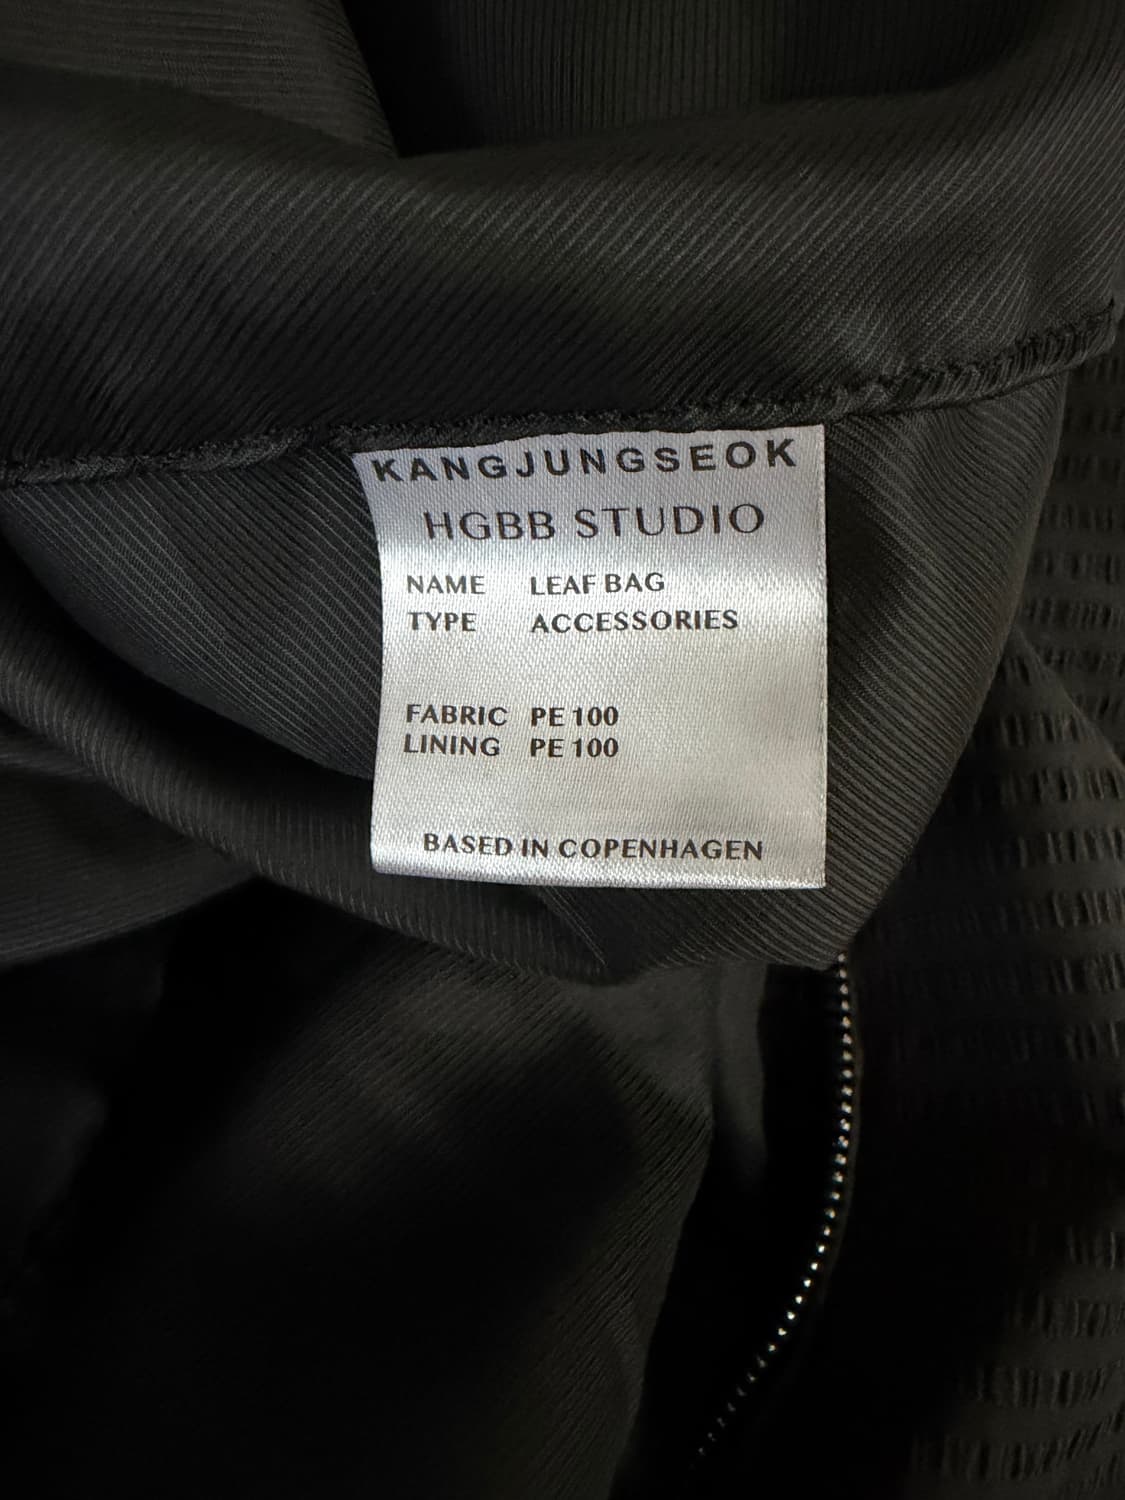 KANGJUNGSEOK
HGBB STUDIO
NAME LEAF BAG
TYPE ACCESSORIES
FABRIC PE 100
LINING PE 100
BASED IN COPENHAGEN